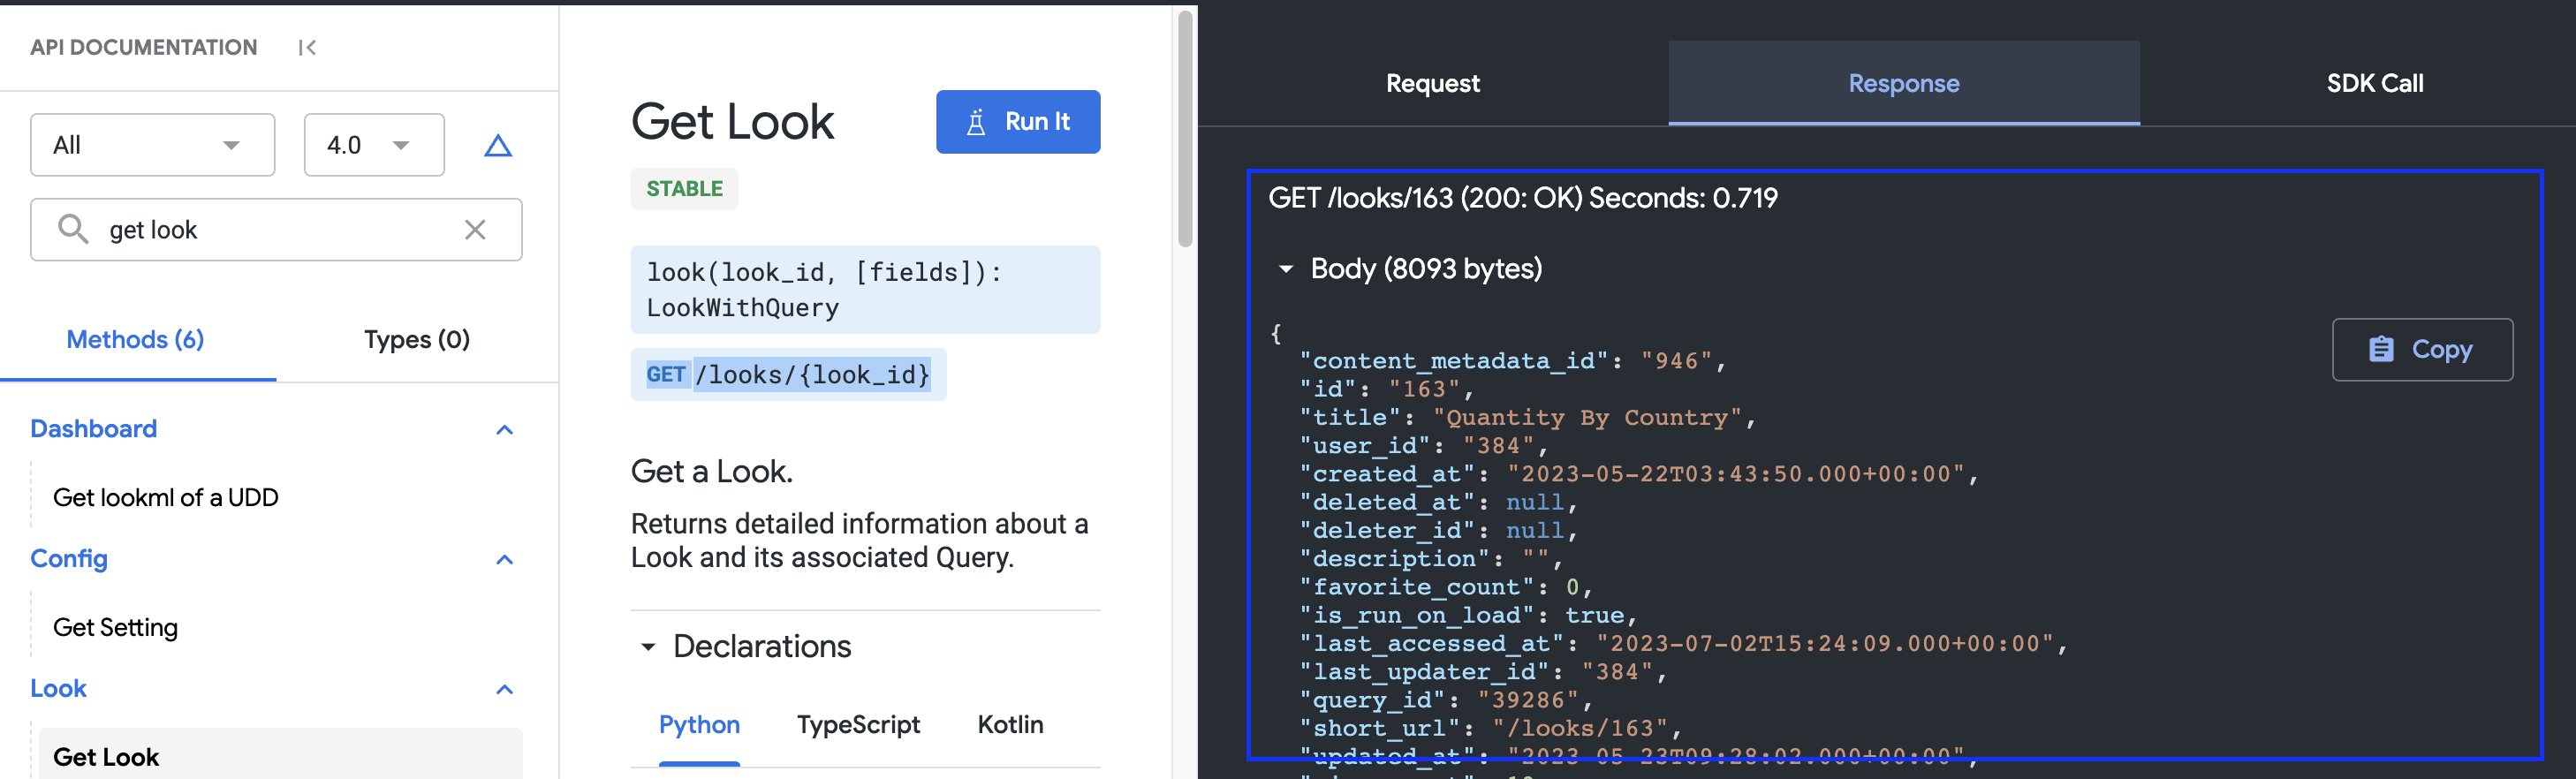 API DOCUMENTATION
All
4.0
get look
Methods (6)
Types (0)
Dashboard
Get lookml of a UDD
Config
Get Setting
Look
Get Look
Get Look
Run It
STABLE
look(look_id, [fields]):
LookWithQuery
GET /looks/{look_id}
Get a Look.
Returns detailed information about a
Look and its associated Query.
Declarations
Python
TypeScript
Kotlin
Request
Response
SDK Call
GET /looks/163 (200: OK) Seconds: 0.719
Body (8093 bytes)
Copy
{
"content_metadata_id": "946",
"id": "163",
"title": "Quantity By Country",
"user_id": "384",
"created_at": "2023-05-22T03:43:50.000+00:00",
"deleted_at": null,
"deleter_id": null,
"description": "",
"favorite_count": 0,
"is_run_on_load": true,
"last_accessed_at": "2023-07-02T15:24:09.000+00:00",
"last_updater_id": "384",
"query_id": "39286",
"short_url": "/looks/163",
"updated_at": "2023-05-23T09:28:02.000+00:00",